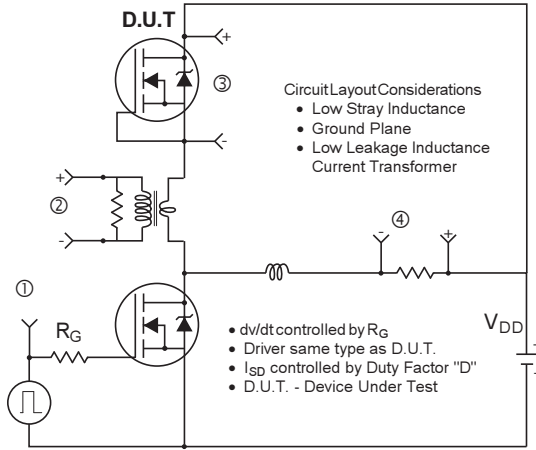 D.U.T
+
③
Circuit Layout Considerations
• Low Stray Inductance
• Ground Plane
• Low Leakage Inductance
Current Transformer
-
+
②
-
④
- +
①
RG
• dv/dt controlled by RG
• Driver same type as D.U.T.
• ISD controlled by Duty Factor "D"
• D.U.T. - Device Under Test
VDD
+
-